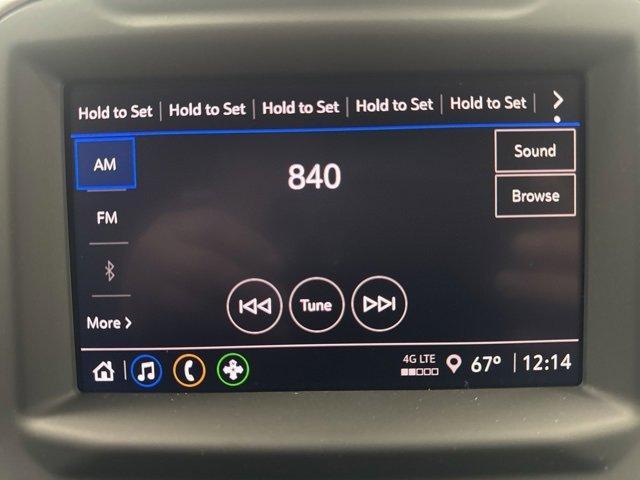 Hold to Set Hold to Set Hold to Set Hold to Set Hold to Set
AM
840
Sound
Browse
FM
More
Tune
4G LTE
67° 12:14